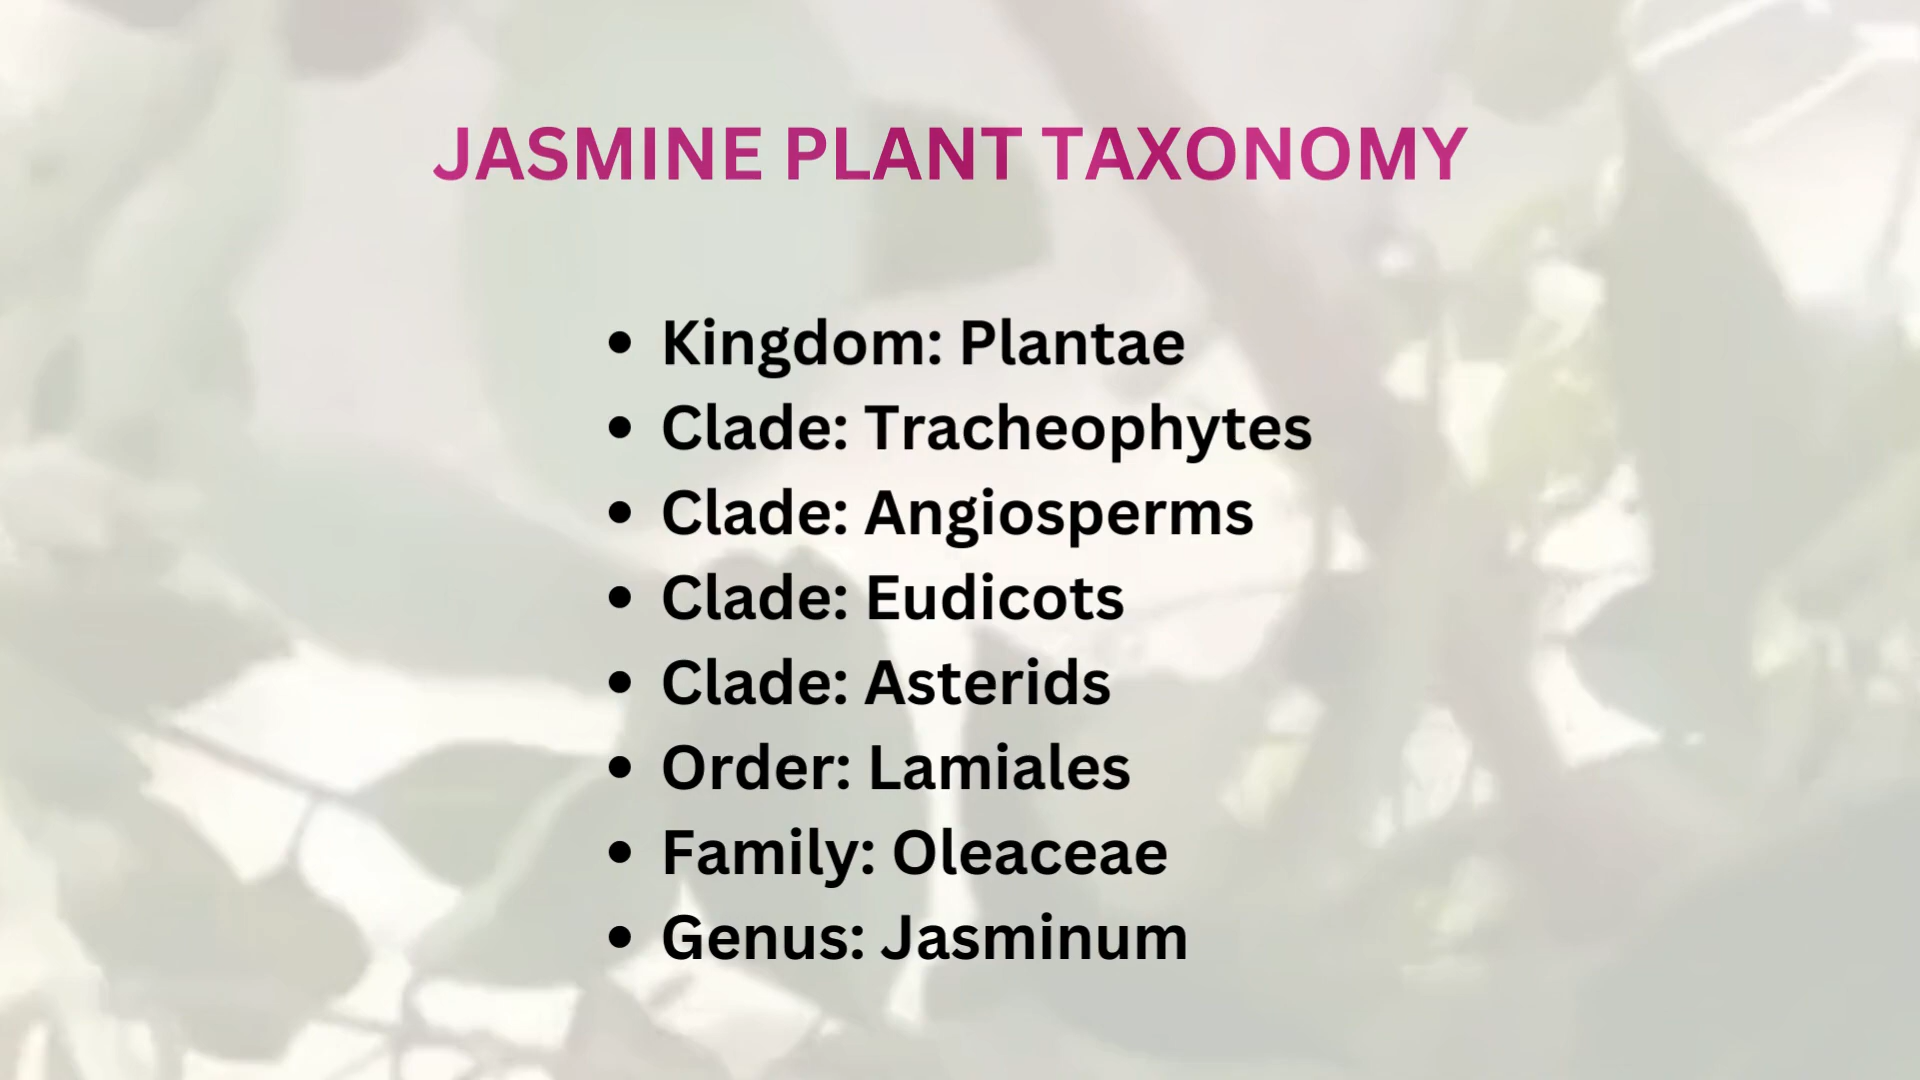 JASMINE PLANT TAXONOMY
• Kingdom: Plantae
• Clade: Tracheophytes
• Clade: Angiosperms
• Clade: Eudicots
• Clade: Asterids
• Order: Lamiales
• Family: Oleaceae
• Genus: Jasminum